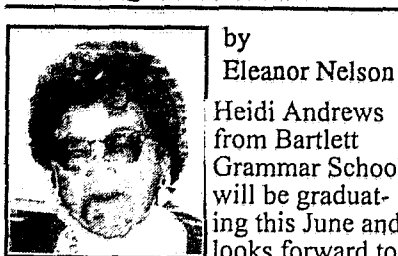 by
Eleanor Nelson
Heidi Andrews
from Bartlett
Grammar Schoo
will be graduat-
ing this June and
looks forward to